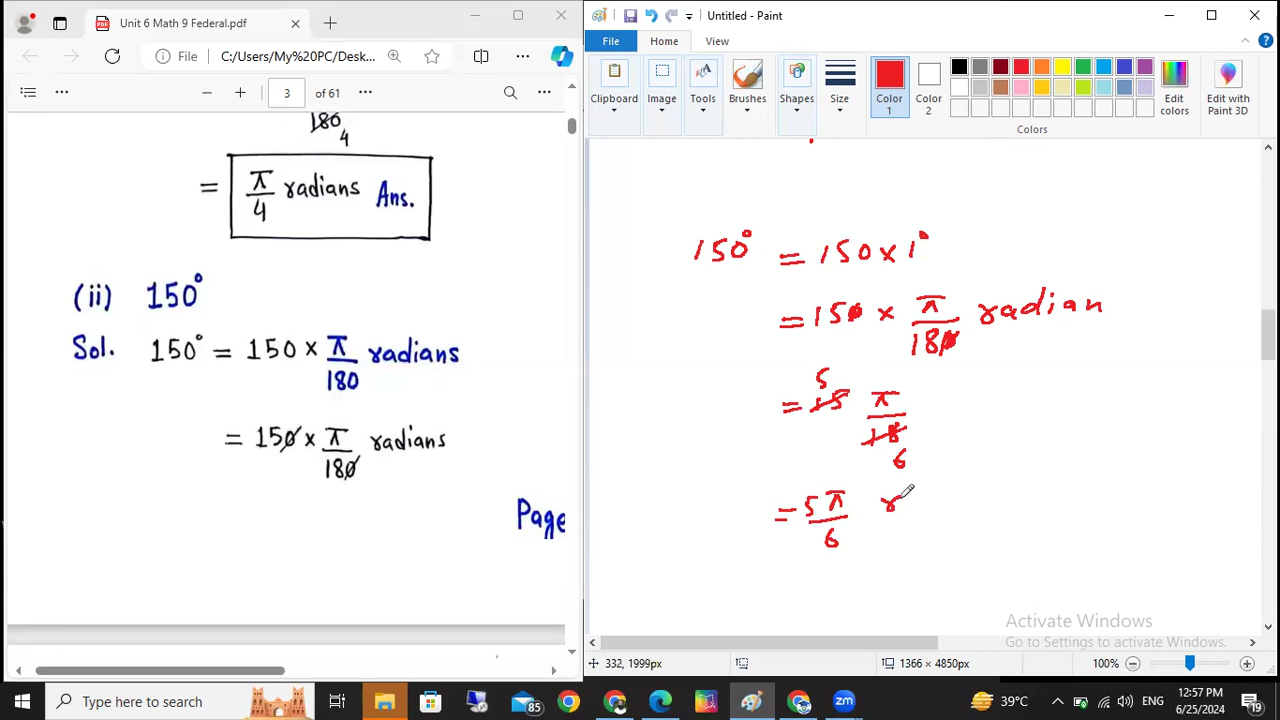 Unit 6 Math 9 Federal.pdf
File C:/Users/My%20PC/Desk...
3 of 61
180
4
= π/4 radians Ans.
(ii) 150°
Sol. 150° = 150 × π/180 radians
= 150 × π/180 radians
Page
Untitled - Paint
File Home View
Clipboard Image Tools Brushes Shapes Size Color 1 Color 2 Edit colors Edit with Paint 3D
Colors
150° = 150 × 1°
= 150 × π/180 radian
5
= 15 π/18
6
= 5π/6 r
Activate Windows
Go to Settings to activate Windows.
332, 1999px 1366 × 4850px 100%
Type here to search
85
39°C ENG 12:57 PM
6/25/2024
19